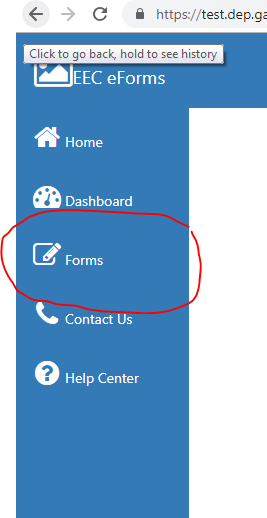 https://test.dep.ga
Click to go back, hold to see history
EEC eForms
Home
Dashboard
Forms
Contact Us
Help Center